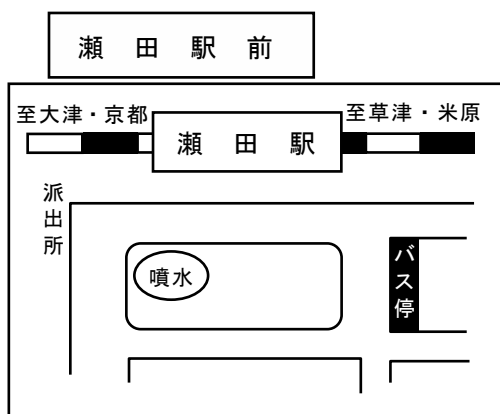 瀬田駅前
至大津・京都
至草津・米原
瀬田駅
派出所
噴水
バス停